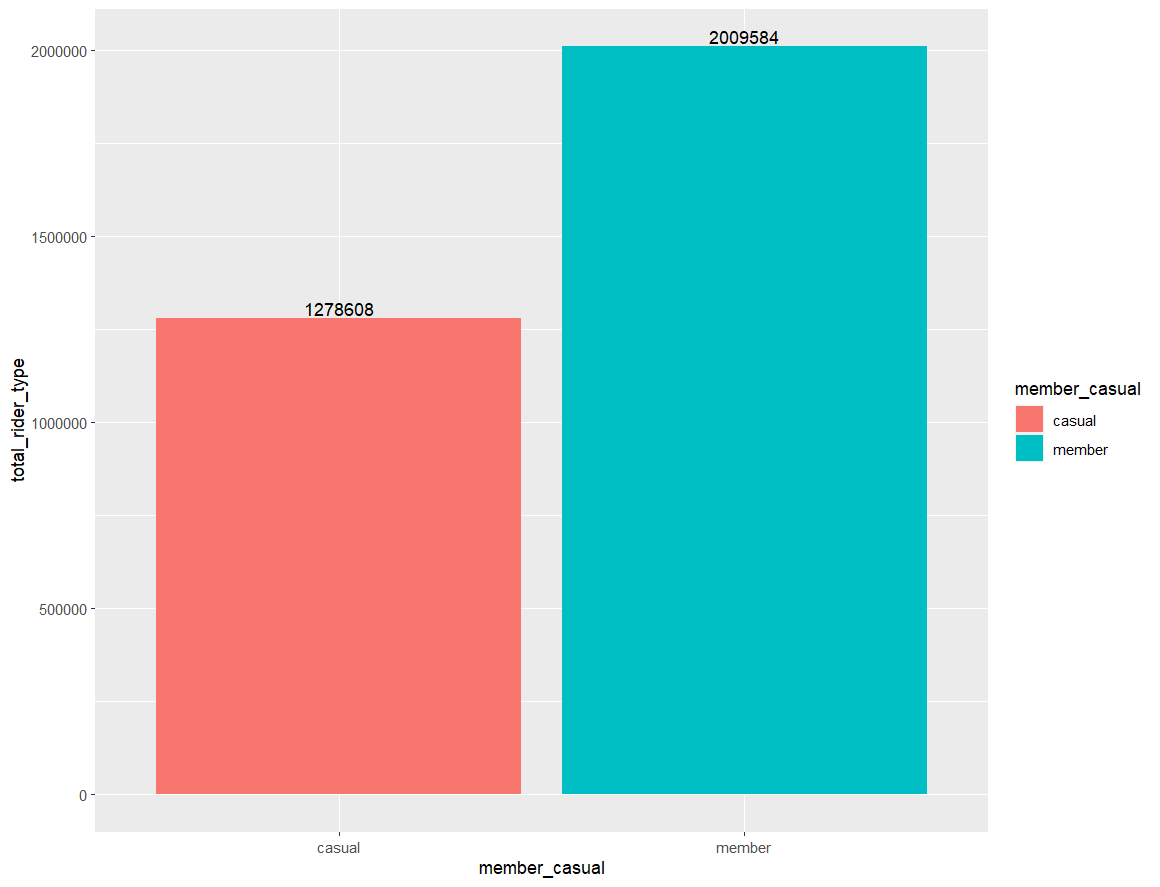 2009584
2000000
1500000
1278608
1000000
500000
0
casual
member
member_casual
total_rider_type
member_casual
casual
member